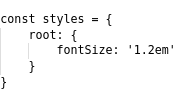 const styles = {
    root: {
        fontSize: '1.2em'
    }
}